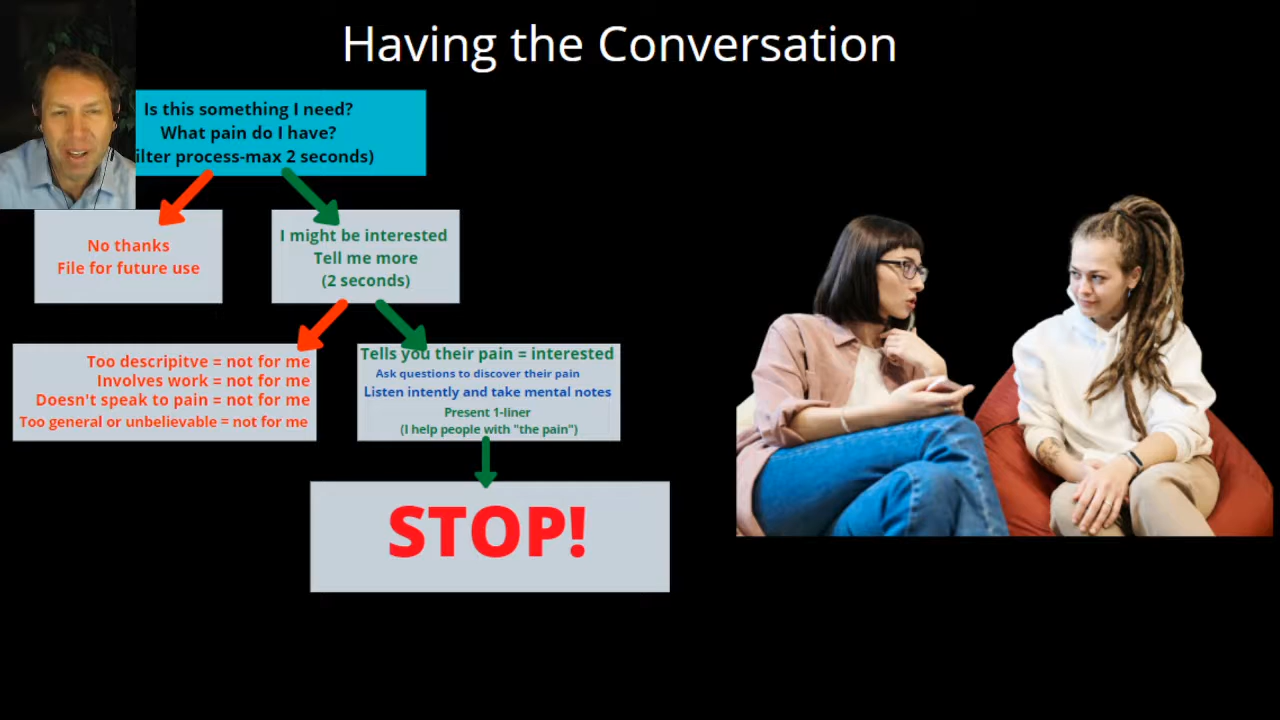 Having the Conversation
Is this something I need?
What pain do I have?
ilter process-max 2 seconds)
No thanks
File for future use
I might be interested
Tell me more
(2 seconds)
Too descripitve = not for me
Involves work = not for me
Doesn't speak to pain = not for me
Too general or unbelievable = not for me
Tells you their pain = interested
Ask questions to discover their pain
Listen intently and take mental notes
Present 1-liner
(I help people with "the pain")
STOP!